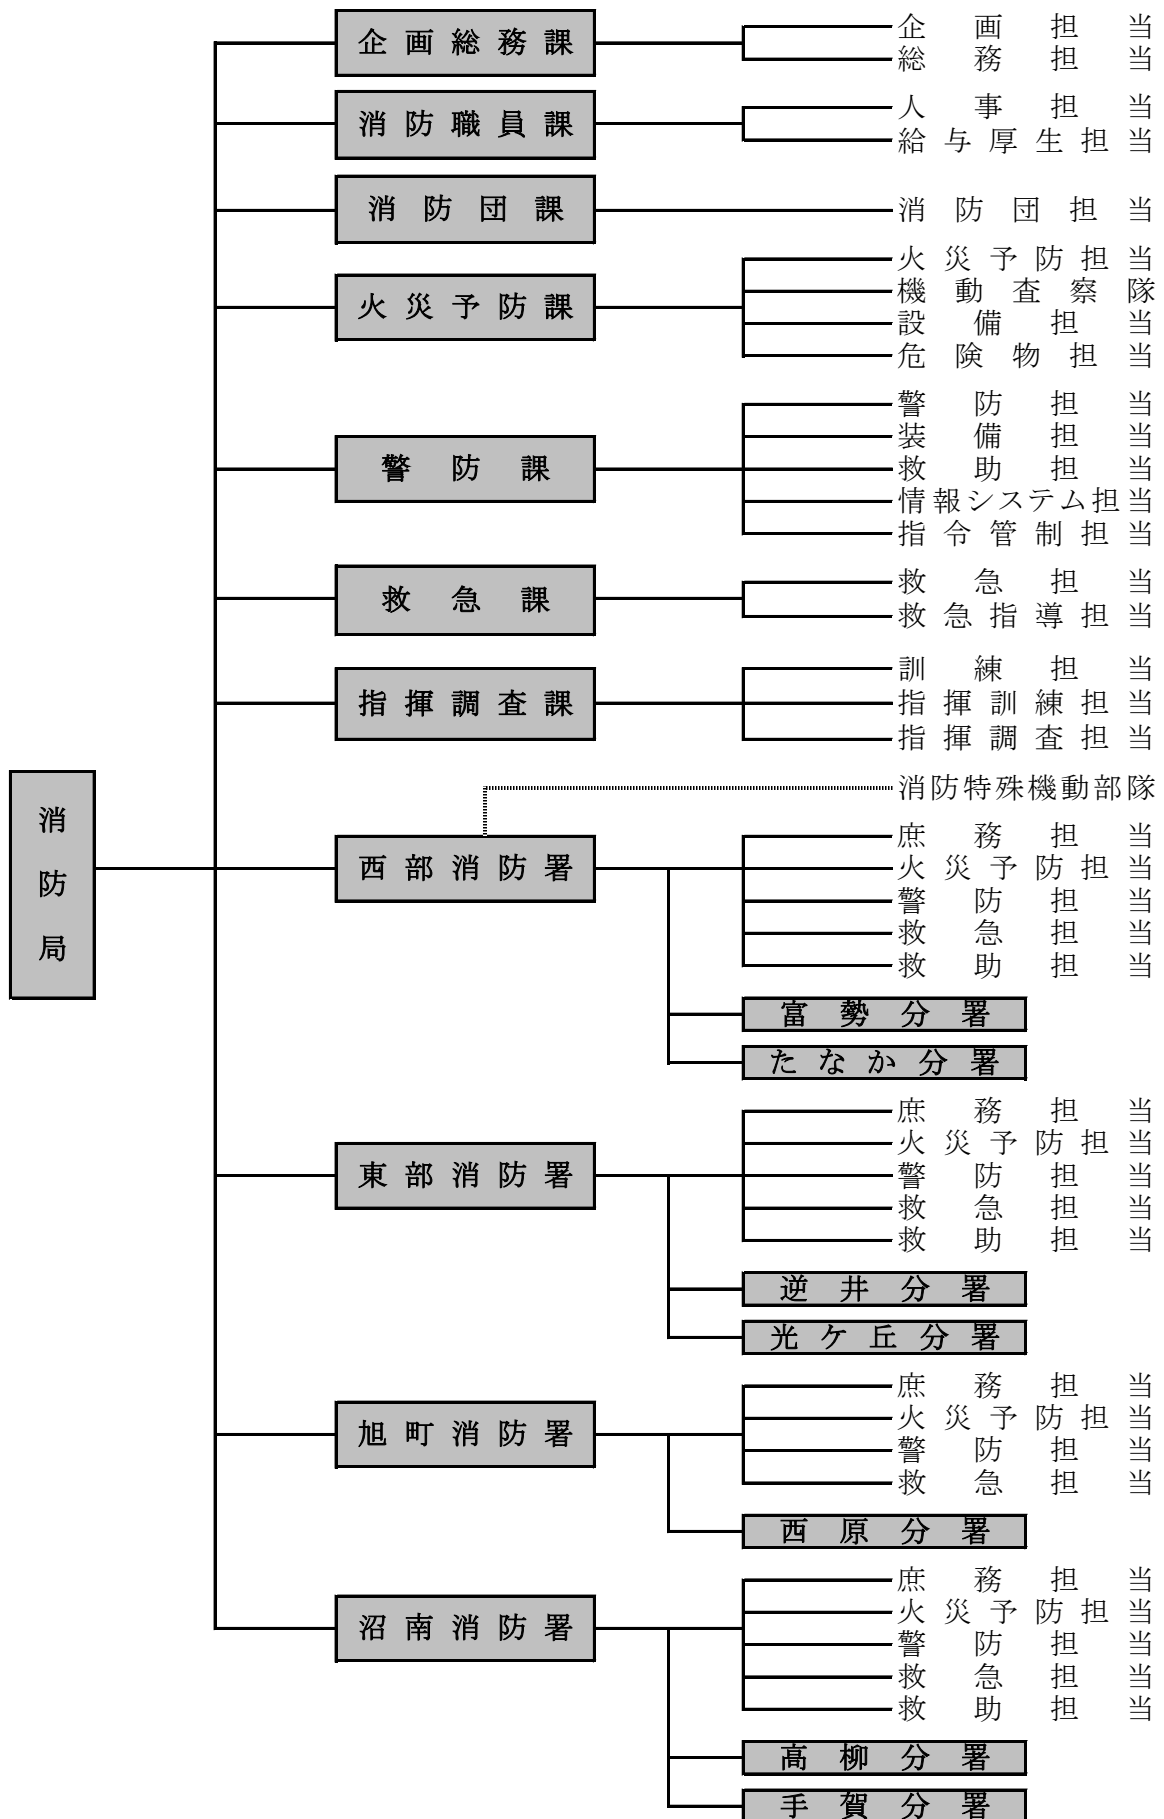 企画総務課
企画担当
総務担当
消防職員課
人事担当
給与厚生担当
消防団課
消防団担当
火災予防課
火災予防担当
機動査察隊
設備担当
危険物担当
警防課
警防担当
装備担当
救助担当
情報システム担当
指令管制担当
救急課
救急担当
救急指導担当
指揮調査課
訓練担当
指揮訓練担当
指揮調査担当
消防局
消防特殊機動部隊
西部消防署
庶務担当
火災予防担当
警防担当
救急担当
救助担当
富勢分署
たなか分署
東部消防署
庶務担当
火災予防担当
警防担当
救急担当
救助担当
逆井分署
光ケ丘分署
旭町消防署
庶務担当
火災予防担当
警防担当
救急担当
西原分署
沼南消防署
庶務担当
火災予防担当
警防担当
救急担当
救助担当
高柳分署
手賀分署